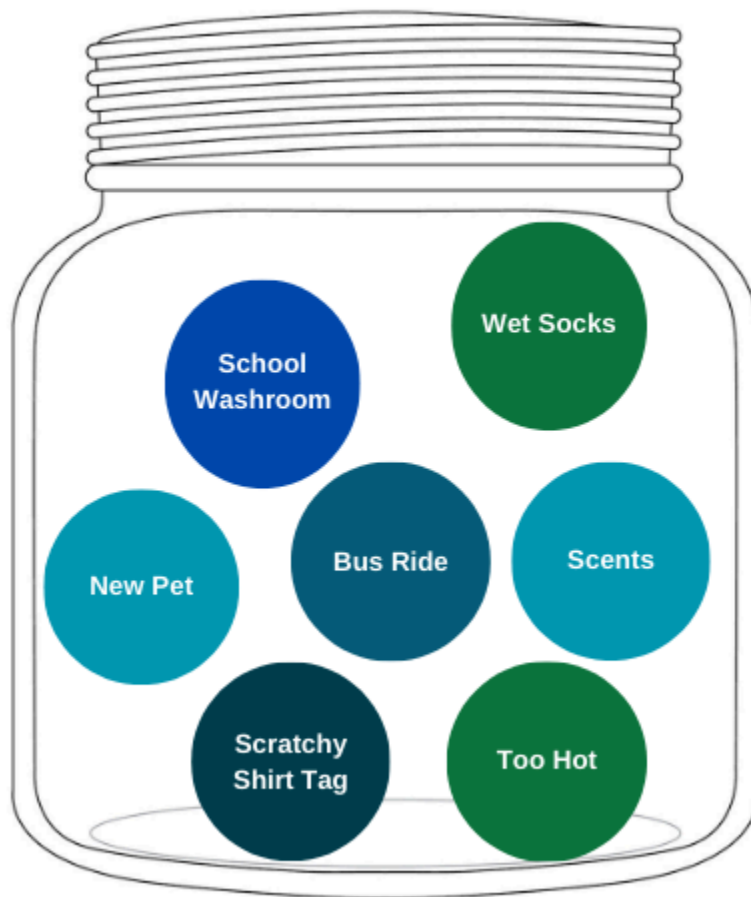 Wet Socks
School
Washroom
New Pet
Bus Ride
Scents
Scratchy
Shirt Tag
Too Hot